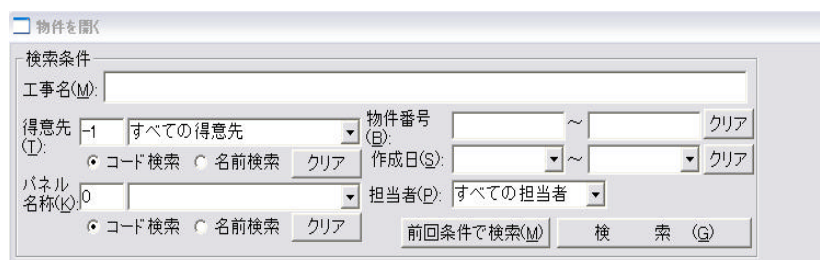 物件を開く
検索条件
工事名(M):
得意先(T): -1 すべての得意先
コード検索 名前検索 クリア
パネル名称(K): 0
コード検索 名前検索 クリア
物件番号(B): ～ クリア
作成日(S): ～ クリア
担当者(P): すべての担当者
前回条件で検索(M) 検 索 (G)